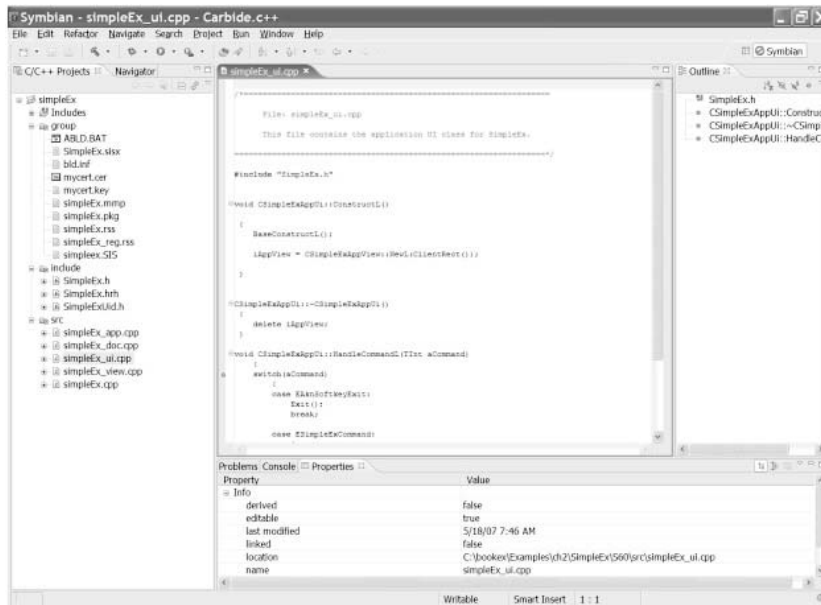 Symbian - simpleEx_ui.cpp - Carbide.c++
File Edit Refactor Navigate Search Project Run Window Help
Symbian
C/C++ Projects Navigator
simpleEx
Includes
group
ABLD.BAT
SimpleEx.sisx
bld.inf
mycert.cer
mycert.key
simpleEx.mmp
simpleEx.pkg
simpleEx.rss
simpleEx_reg.rss
simpleex.SIS
include
SimpleEx.h
SimpleEx.hrh
SimpleExUid.h
src
simpleEx_app.cpp
simpleEx_doc.cpp
simpleEx_ui.cpp
simpleEx_view.cpp
simpleEx.cpp
simpleEx_ui.cpp
File: simpleEx_ui.cpp
This file contains the application UI class for SimpleEx.
#include "SimpleEx.h"
void CSimpleExAppUi::ConstructL()
{
BaseConstructL();
iAppView = CSimpleExAppView::NewL(ClientRect());
}
CSimpleExAppUi::~CSimpleExAppUi()
{
delete iAppView;
}
void CSimpleExAppUi::HandleCommandL(TInt aCommand)
{
switch(aCommand)
{
case EAknSoftkeyExit:
Exit();
break;
case ESimpleExCommand:
Outline
SimpleEx.h
CSimpleExAppUi::Construc
CSimpleExAppUi::~CSimp
CSimpleExAppUi::HandleC
Problems Console Properties
Property Value
Info
derived false
editable true
last modified 5/18/07 7:46 AM
linked false
location C:\bookex\Examples\ch2\SimpleEx\S60\src\simpleEx_ui.cpp
name simpleEx_ui.cpp
Writable Smart Insert 1 : 1